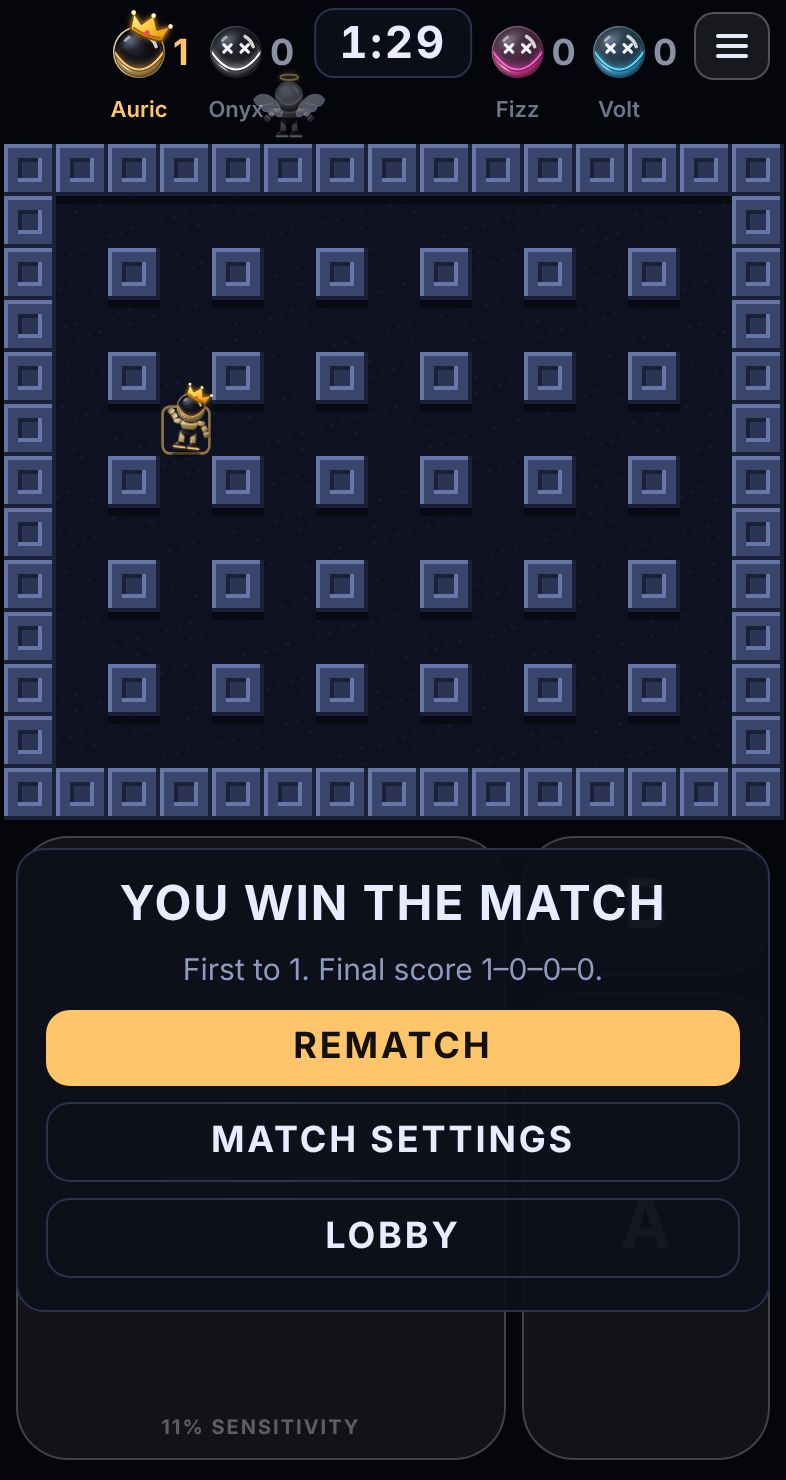 1 0 1:29 0 0
Auric Onyx Fizz Volt
YOU WIN THE MATCH
First to 1. Final score 1–0–0–0.
REMATCH
MATCH SETTINGS
LOBBY
A
11% SENSITIVITY